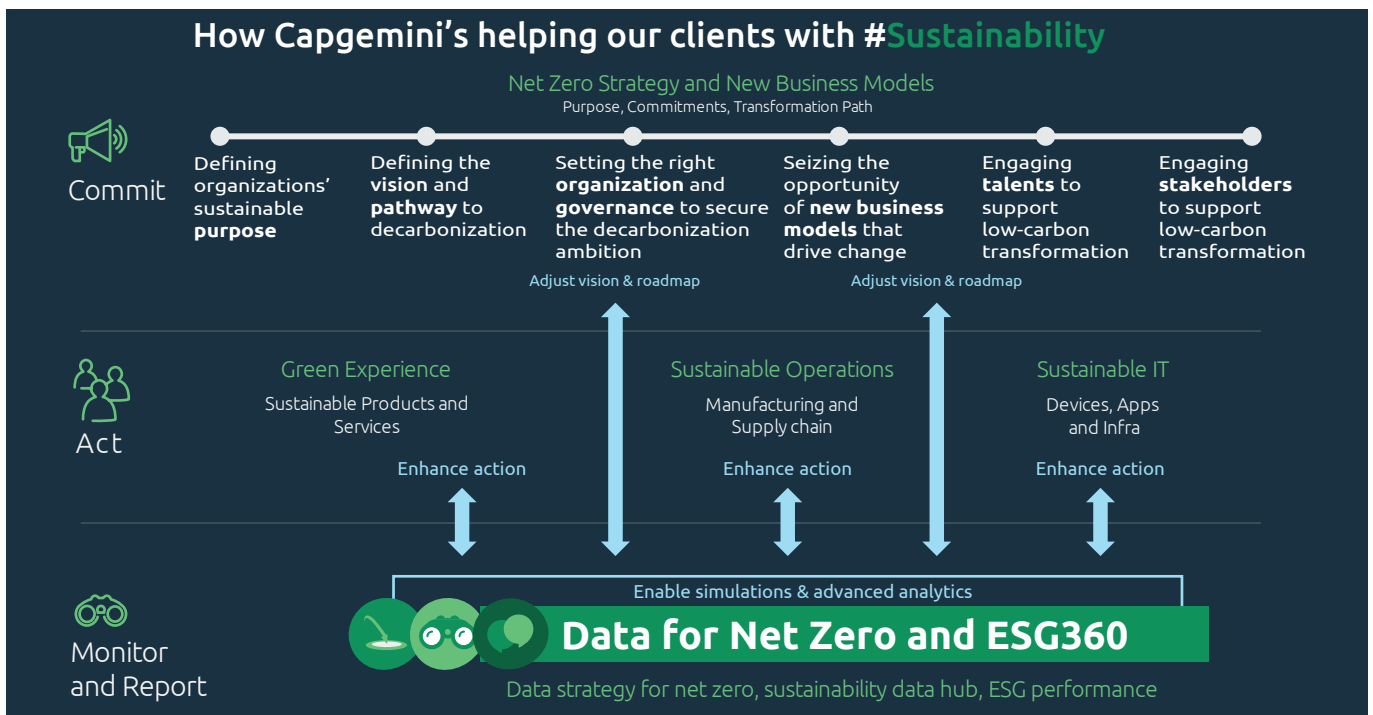 How Capgemini’s helping our clients with #Sustainability
Net Zero Strategy and New Business Models
Purpose, Commitments, Transformation Path
Commit
Defining
organizations’
sustainable
purpose
Defining the
vision and
pathway to
decarbonization
Setting the right
organization and
governance to secure
the decarbonization
ambition
Seizing the
opportunity
of new business
models that
drive change
Engaging
talents to
support
low-carbon
transformation
Engaging
stakeholders
to support
low-carbon
transformation
Adjust vision & roadmap
Adjust vision & roadmap
Act
Green Experience
Sustainable Products and
Services
Enhance action
Sustainable Operations
Manufacturing and
Supply chain
Enhance action
Sustainable IT
Devices, Apps
and Infra
Enhance action
Monitor
and Report
Enable simulations & advanced analytics
Data for Net Zero and ESG360
Data strategy for net zero, sustainability data hub, ESG performance